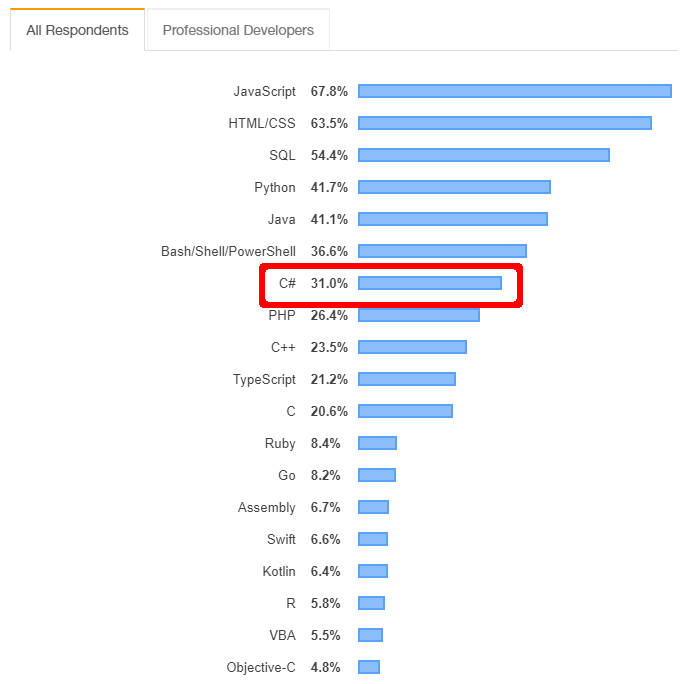 All Respondents Professional Developers
JavaScript 67.8%
HTML/CSS 63.5%
SQL 54.4%
Python 41.7%
Java 41.1%
Bash/Shell/PowerShell 36.6%
C# 31.0%
PHP 26.4%
C++ 23.5%
TypeScript 21.2%
C 20.6%
Ruby 8.4%
Go 8.2%
Assembly 6.7%
Swift 6.6%
Kotlin 6.4%
R 5.8%
VBA 5.5%
Objective-C 4.8%